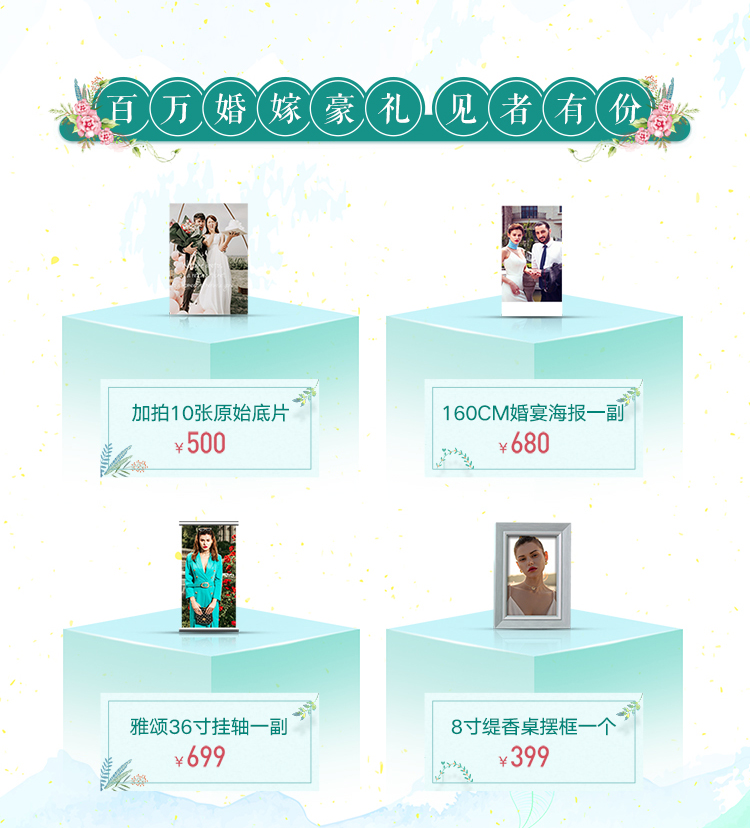 百万婚嫁豪礼-见者有份
加拍10张原始底片
¥500
160CM婚宴海报一副
¥680
雅颂36寸挂轴一副
¥699
8寸缇香桌摆框一个
¥399